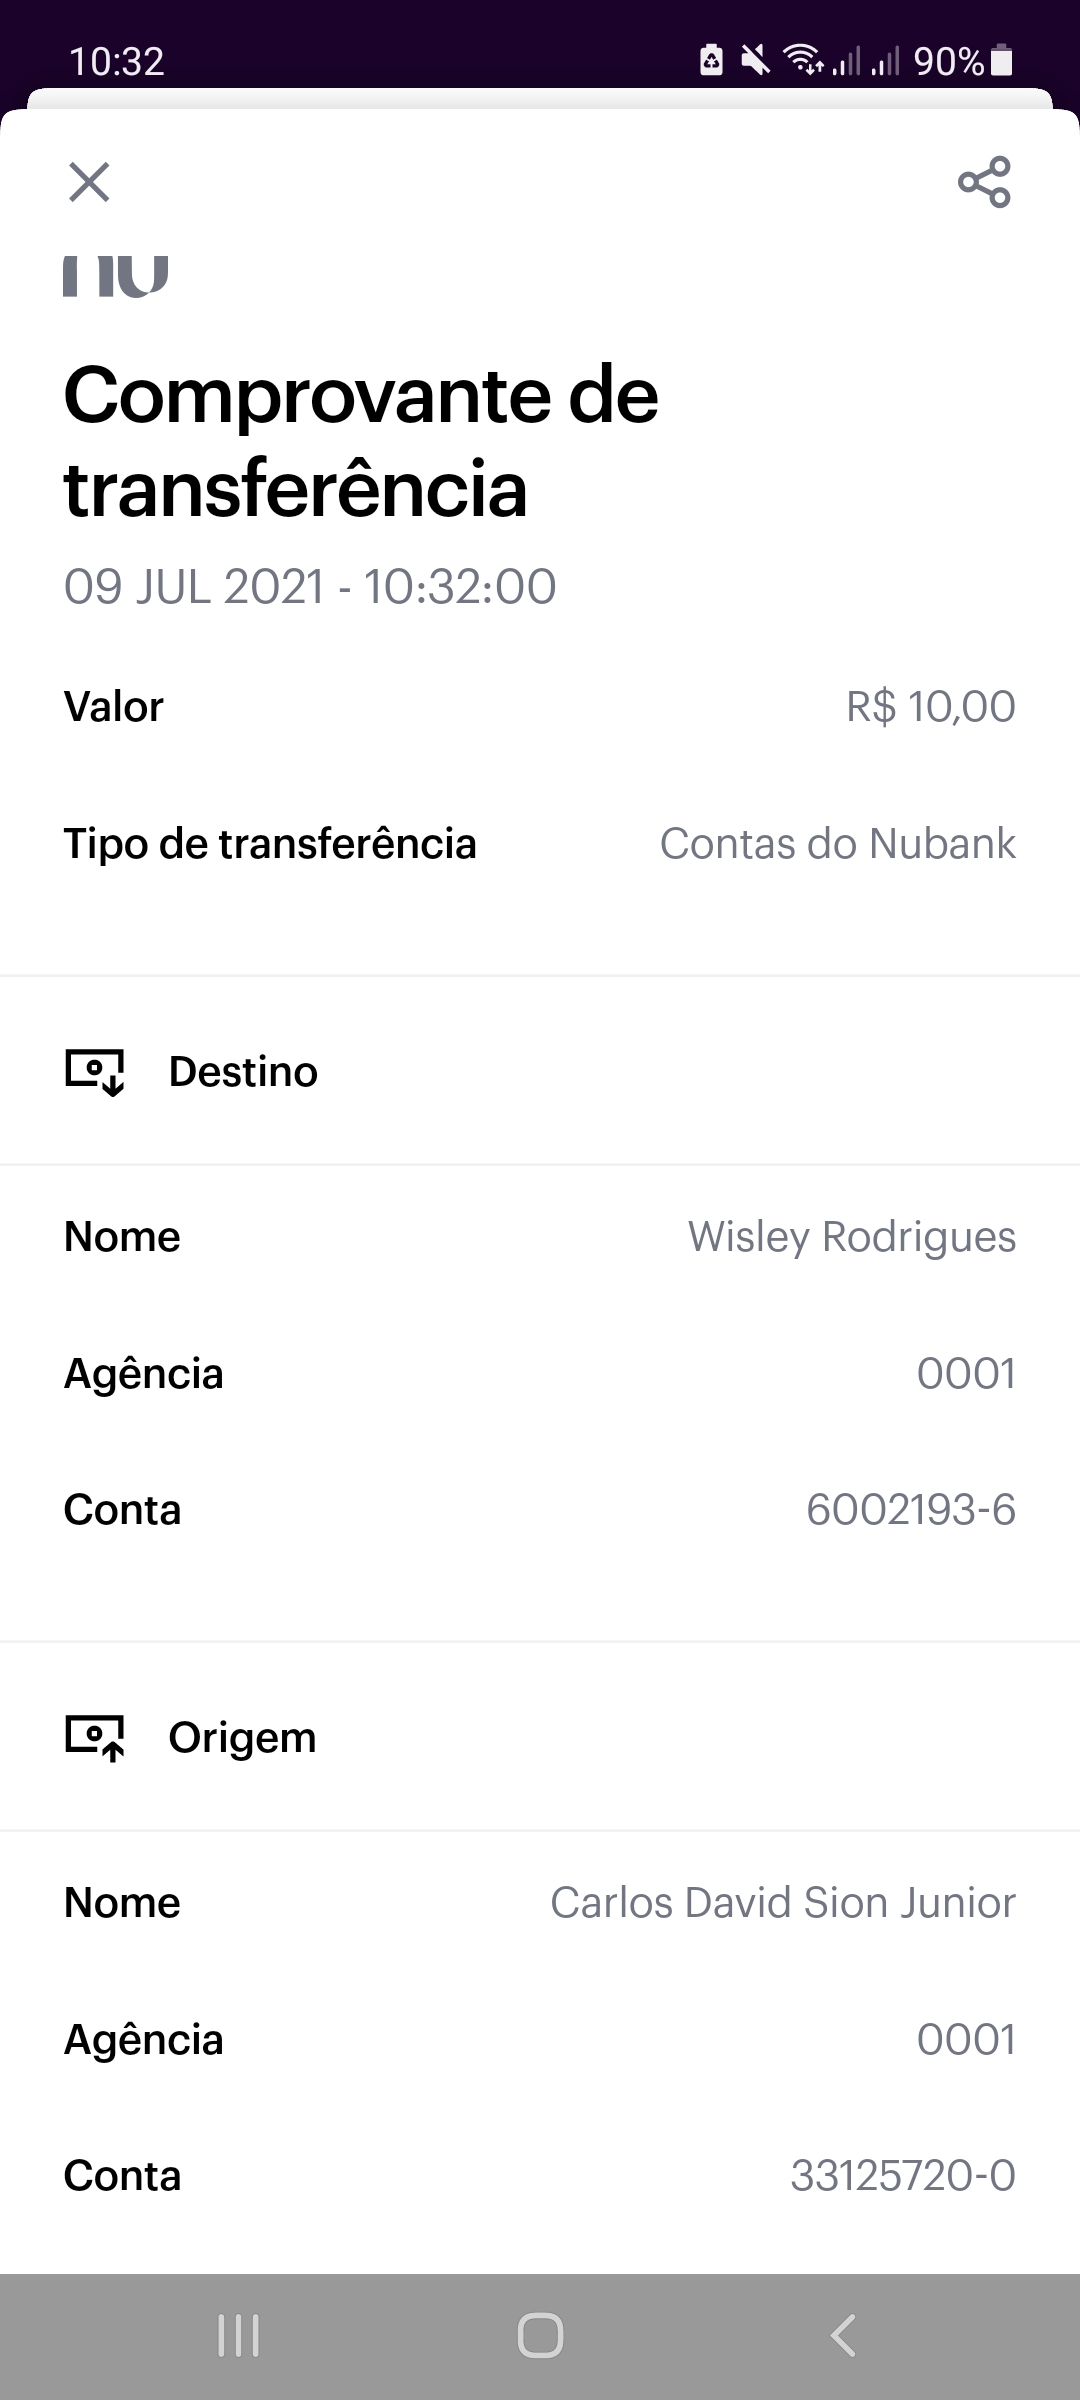 10:32
90%
nu
Comprovante de
transferência
09 JUL 2021 - 10:32:00
Valor R$ 10,00
Tipo de transferência Contas do Nubank
Destino
Nome Wisley Rodrigues
Agência 0001
Conta 6002193-6
Origem
Nome Carlos David Sion Junior
Agência 0001
Conta 33125720-0